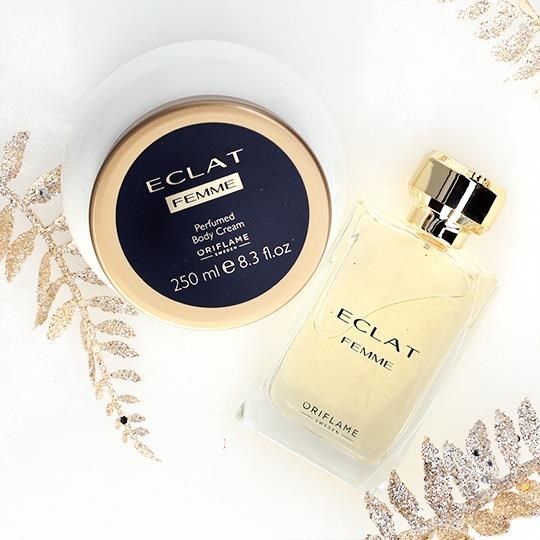 ECLAT
FEMME
Perfumed
Body Cream
ORIFLAME
SWEDEN
250 ml e 8.3 fl.oz
ECLAT
FEMME
ORIFLAME
SWEDEN